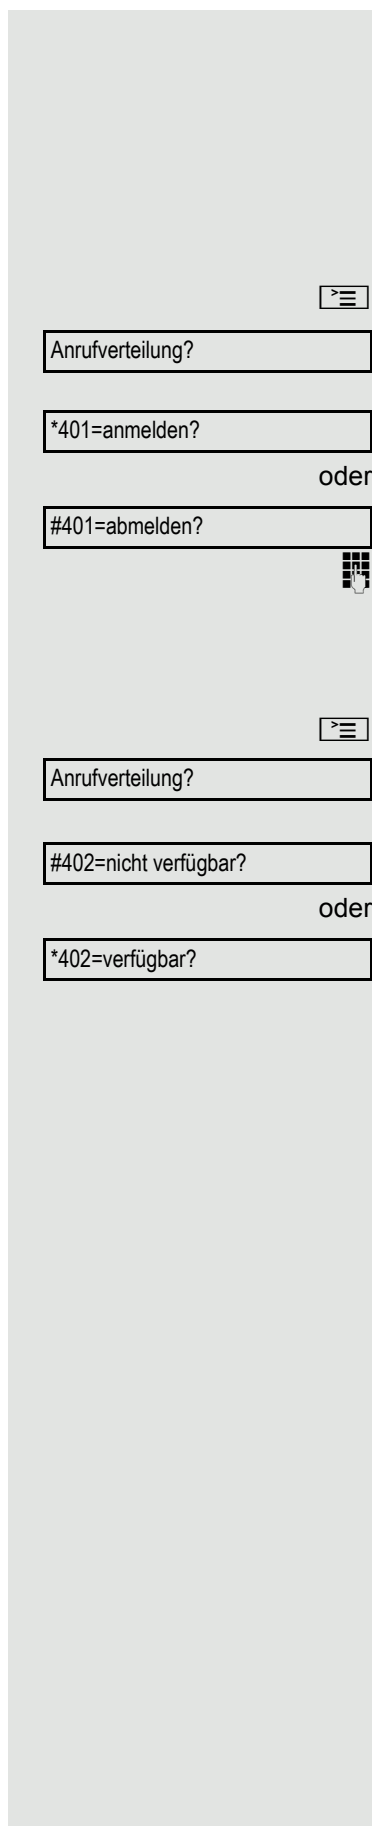 Anrufverteilung?
*401=anmelden?
oder
#401=abmelden?
Anrufverteilung?
#402=nicht verfügbar?
oder
*402=verfügbar?